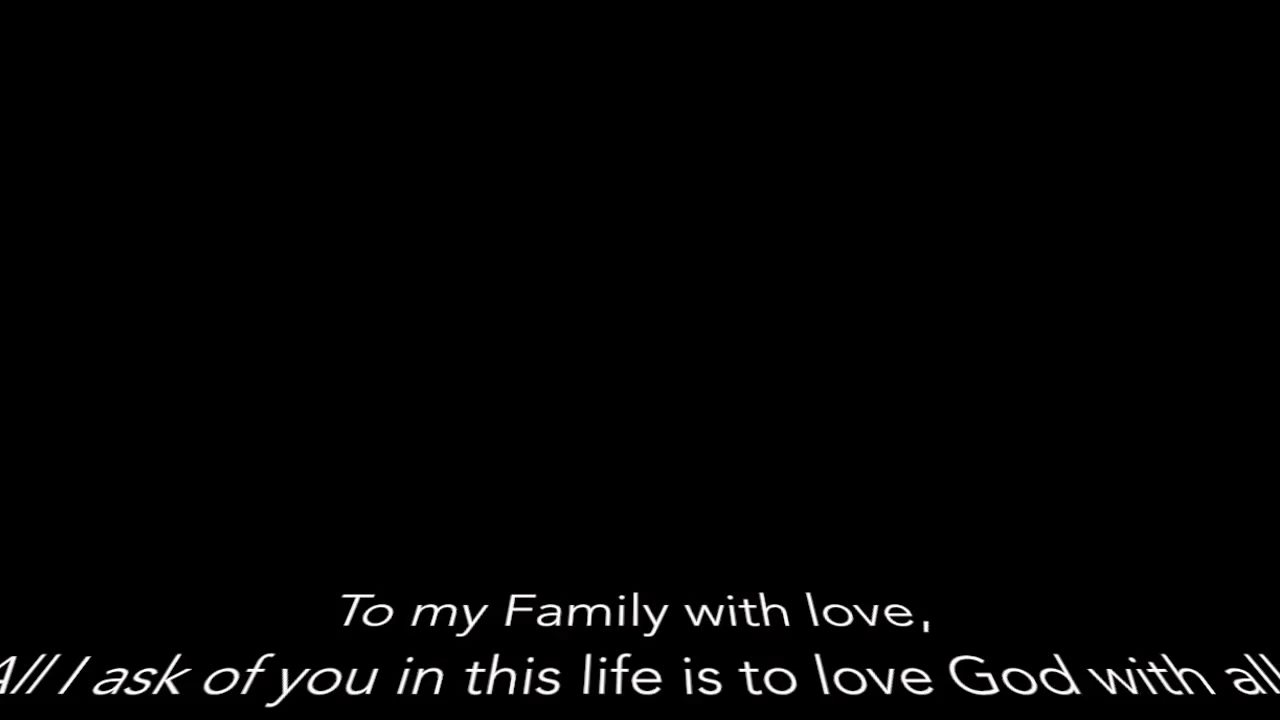 To my Family with love,
All I ask of you in this life is to love God with all